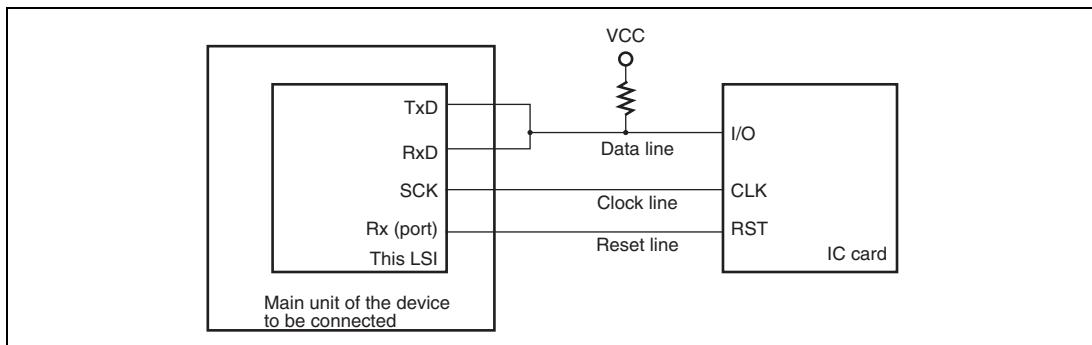 VCC
TxD
RxD
SCK
Rx (port)
This LSI
Main unit of the device
to be connected
Data line
Clock line
Reset line
I/O
CLK
RST
IC card